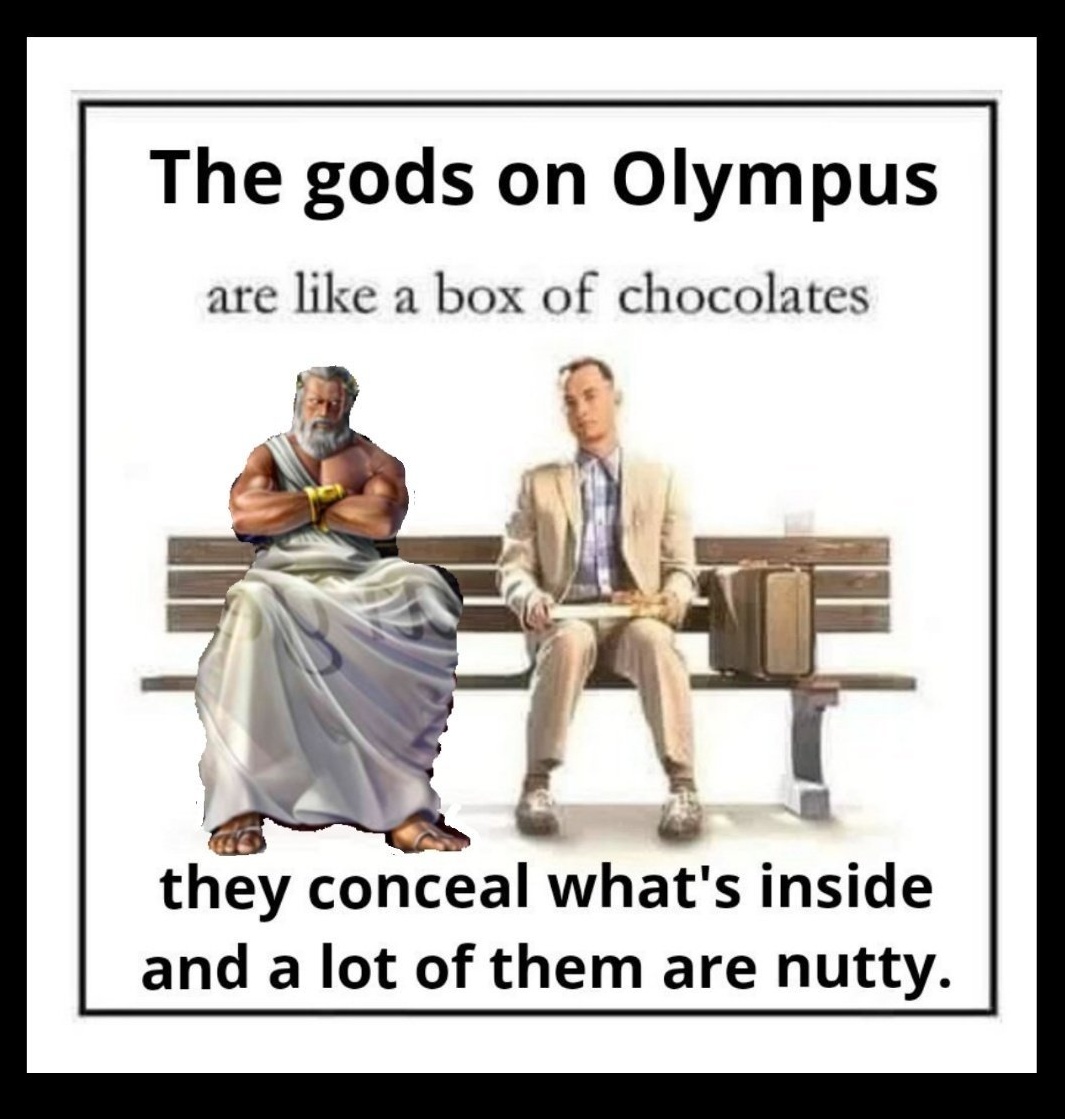 The gods on Olympus
are like a box of chocolates
they conceal what's inside
and a lot of them are nutty.